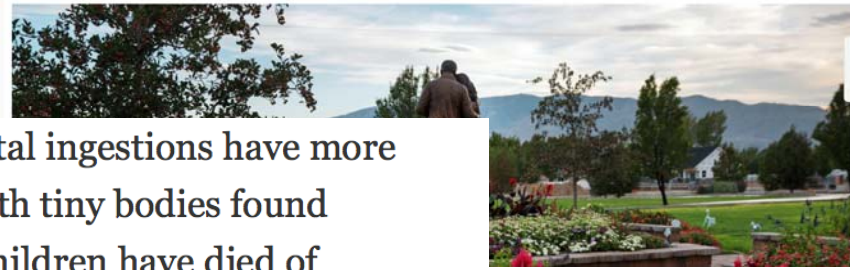 tal ingestions have more
th tiny bodies found
hildren have died of